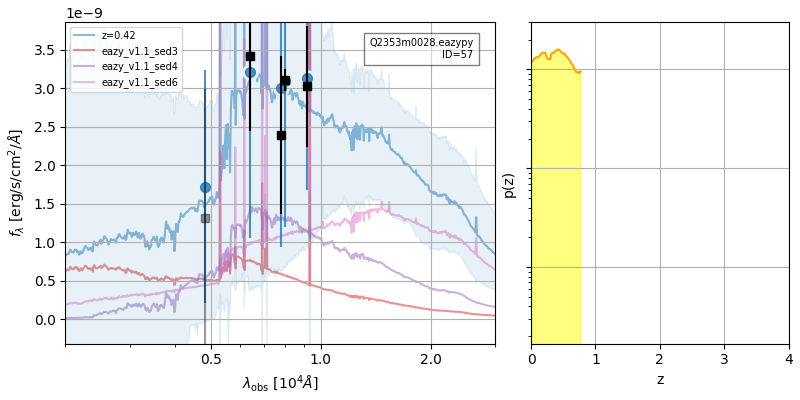 1e−9
z=0.42
eazy_v1.1_sed3
eazy_v1.1_sed4
eazy_v1.1_sed6
Q2353m0028.eazypy
ID=57
3.5
3.0
2.5
2.0
1.5
1.0
0.5
0.0
fλ [erg/s/cm²/Å]
0.5
1.0
2.0
λobs [10⁴Å]
p(z)
0
1
2
3
4
z